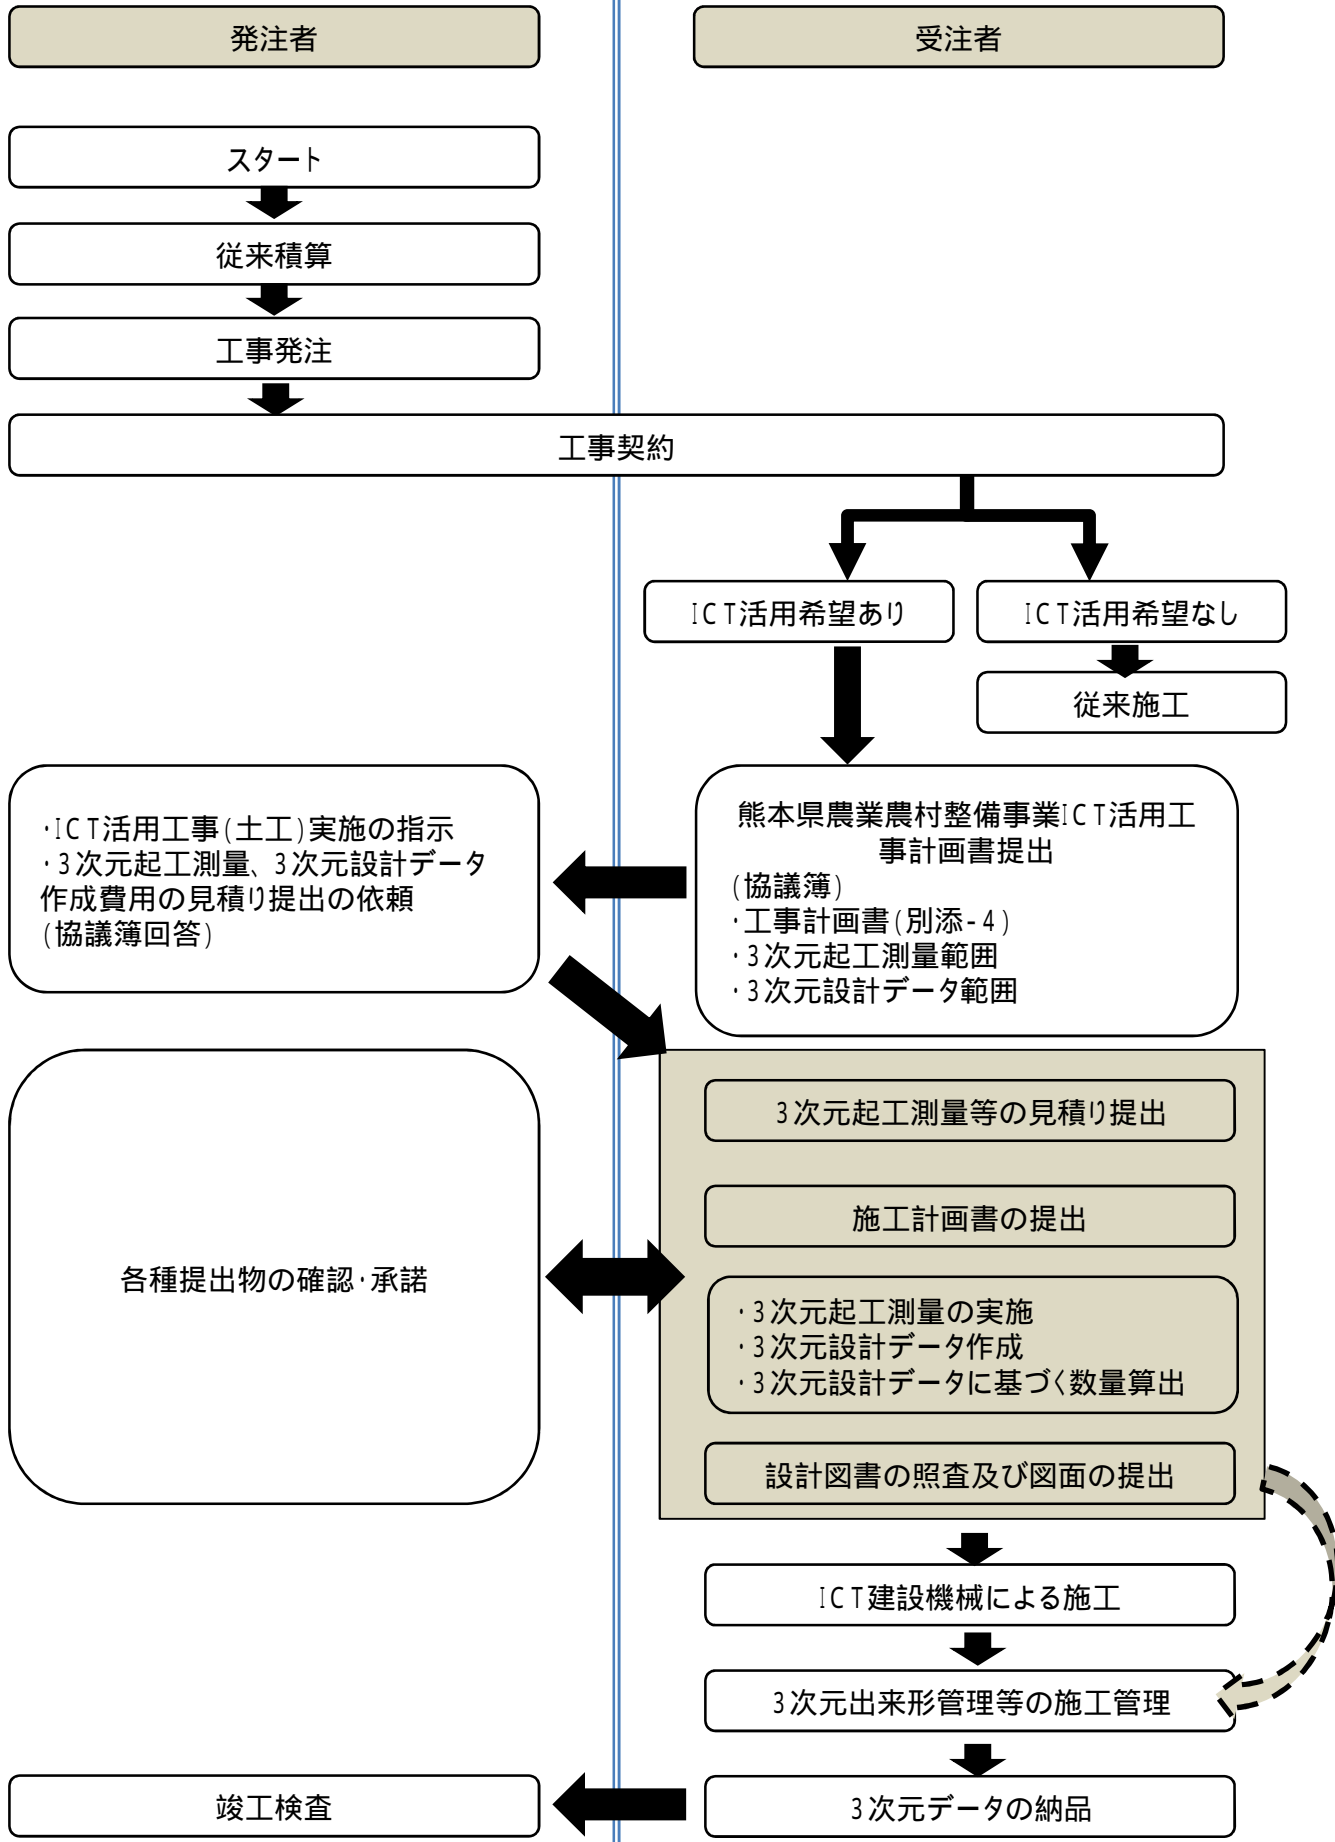 発注者
受注者
スタート
従来積算
工事発注
工事契約
ICT活用希望あり
ICT活用希望なし
従来施工
・ICT活用工事(土工)実施の指示
・3次元起工測量、3次元設計データ
作成費用の見積り提出の依頼
(協議簿回答)
熊本県農業農村整備事業ICT活用工
事計画書提出
(協議簿)
・工事計画書(別添-4)
・3次元起工測量範囲
・3次元設計データ範囲
各種提出物の確認・承諾
3次元起工測量等の見積り提出
施工計画書の提出
・3次元起工測量の実施
・3次元設計データ作成
・3次元設計データに基づく数量算出
設計図書の照査及び図面の提出
ICT建設機械による施工
3次元出来形管理等の施工管理
竣工検査
3次元データの納品